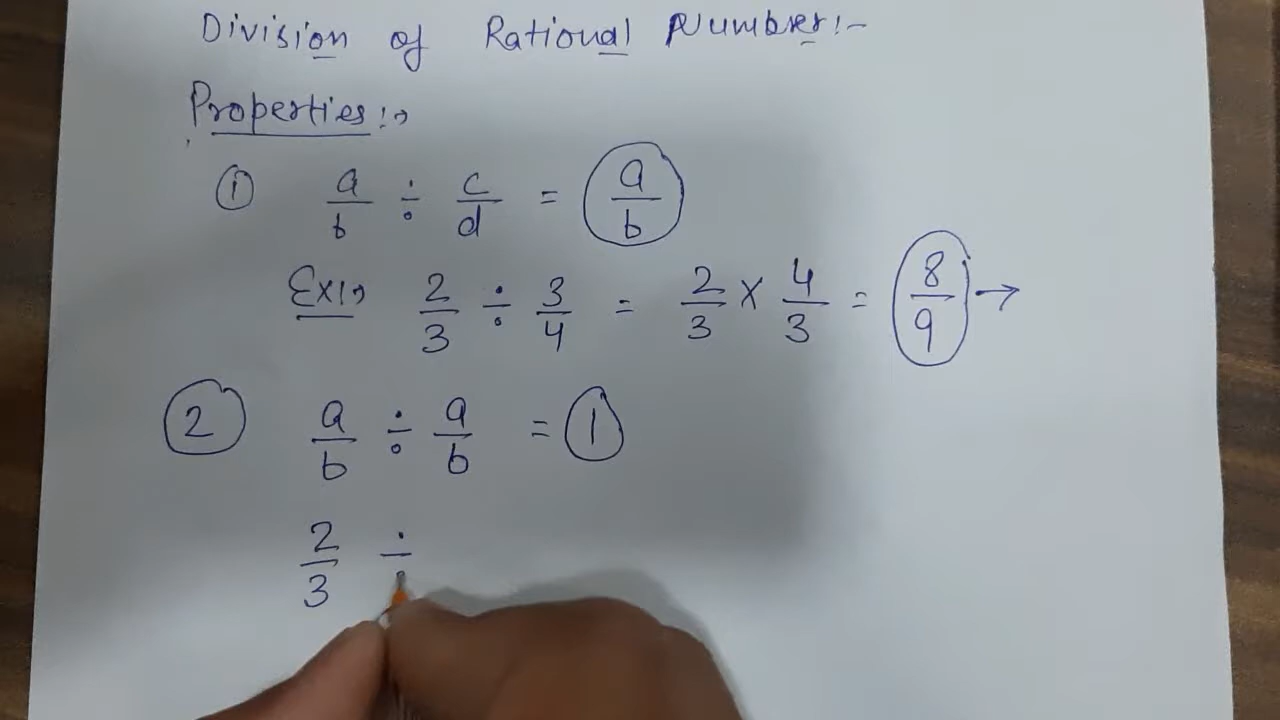 Division of Rational Number:-
Properties:→
① a/b ÷ c/d = a/b
Ex:→ 2/3 ÷ 3/4 = 2/3 × 4/3 = 8/9 →
② a/b ÷ a/b = 1
2/3 ÷